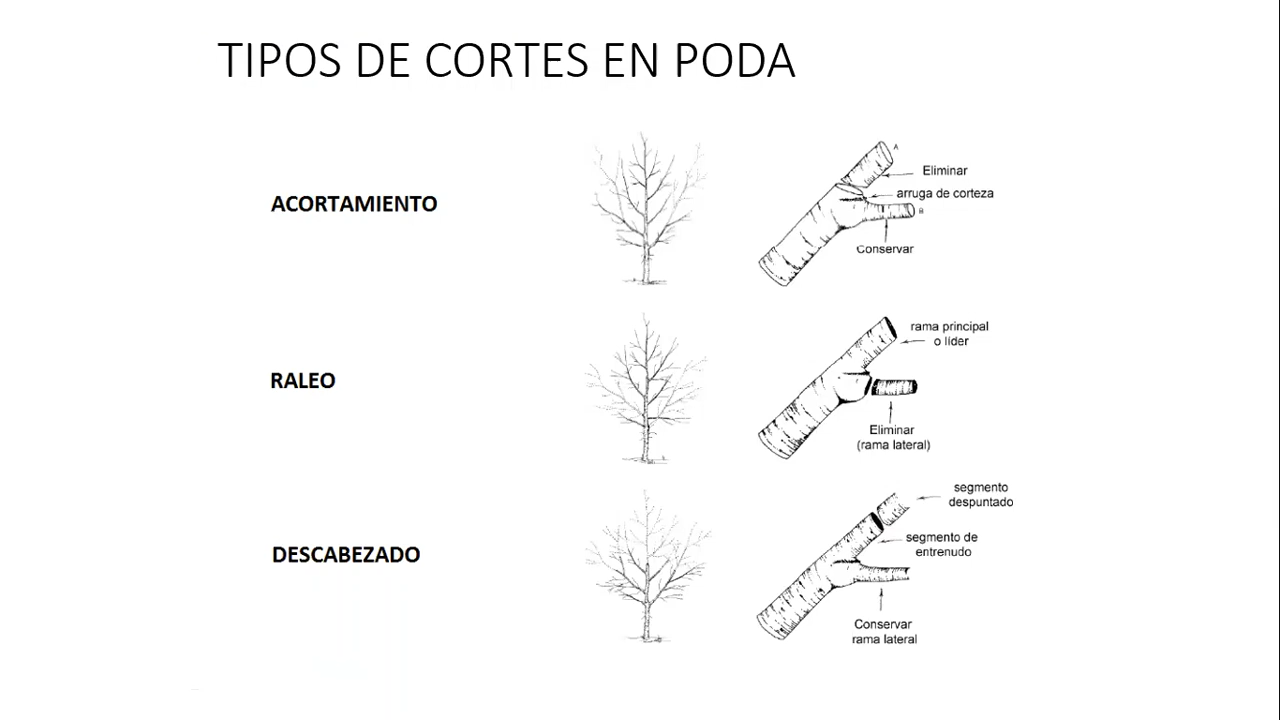 TIPOS DE CORTES EN PODA
ACORTAMIENTO
A
Eliminar
arruga de corteza
B
Conservar
RALEO
rama principal
o líder
Eliminar
(rama lateral)
DESCABEZADO
segmento
despuntado
segmento de
entrenudo
Conservar
rama lateral